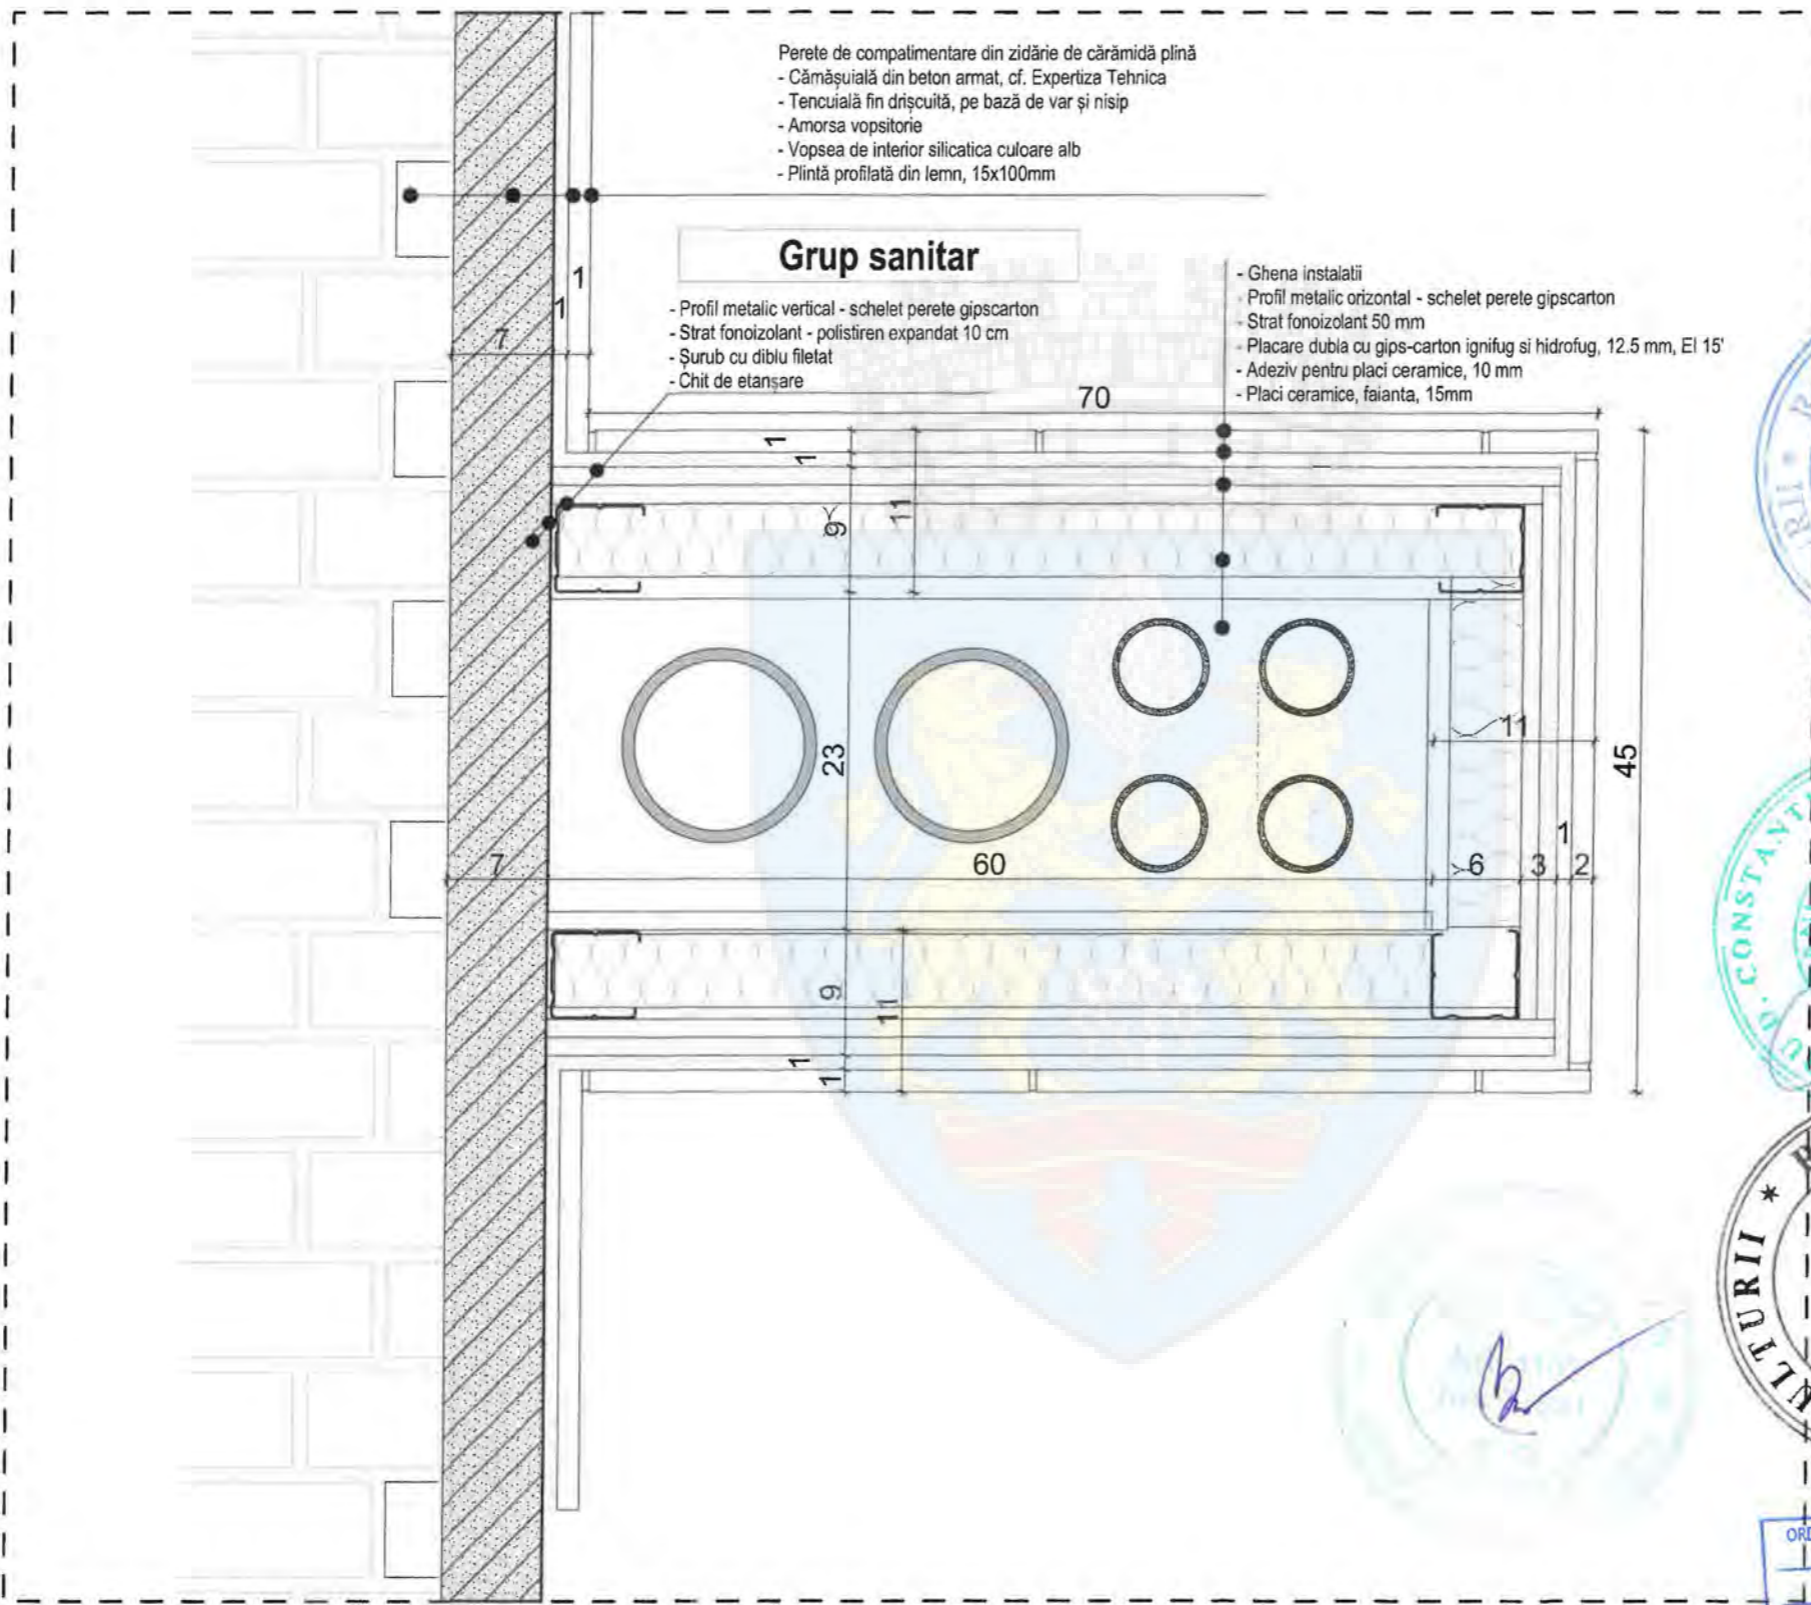 Perete de compatimentare din zidărie de cărămidă plină
- Cămășuială din beton armat, cf. Expertiza Tehnica
- Tencuială fin drișcuită, pe bază de var și nisip
- Amorsa vopsitorie
- Vopsea de interior silicatica culoare alb
- Plintă profilată din lemn, 15x100mm
Grup sanitar
- Profil metalic vertical - schelet perete gipscarton
- Strat fonoizolant - polistiren expandat 10 cm
- Șurub cu diblu filetat
- Chit de etanșare
- Ghena instalatii
- Profil metalic orizontal - schelet perete gipscarton
- Strat fonoizolant 50 mm
- Placare dubla cu gips-carton ignifug si hidrofug, 12.5 mm, EI 15'
- Adeziv pentru placi ceramice, 10 mm
- Placi ceramice, faianta, 15mm
1
1
7
70
1
1
9
11
23
11
45
7
60
6
3
1
2
9
11
1
1
CONSTANT
ULTURII *